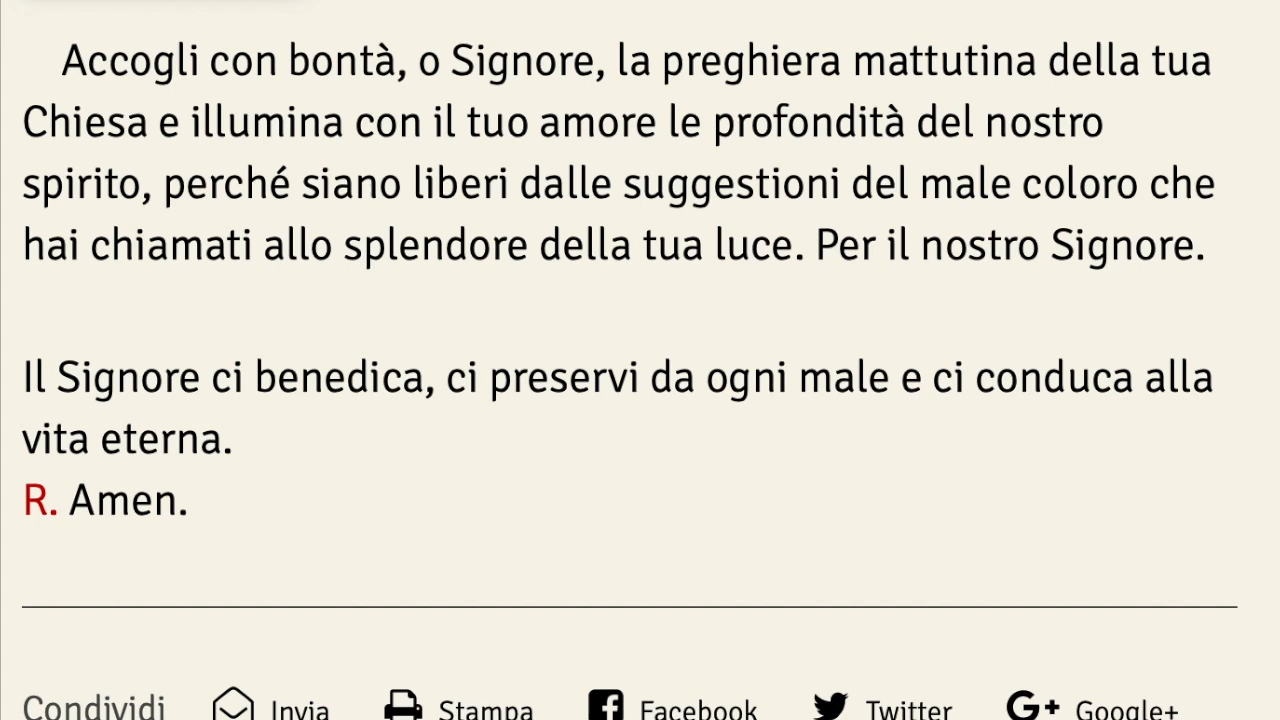 Accogli con bontà, o Signore, la preghiera mattutina della tua
Chiesa e illumina con il tuo amore le profondità del nostro
spirito, perché siano liberi dalle suggestioni del male coloro che
hai chiamati allo splendore della tua luce. Per il nostro Signore.
Il Signore ci benedica, ci preservi da ogni male e ci conduca alla
vita eterna.
R. Amen.
Condividi Invia Stampa Facebook Twitter Google+